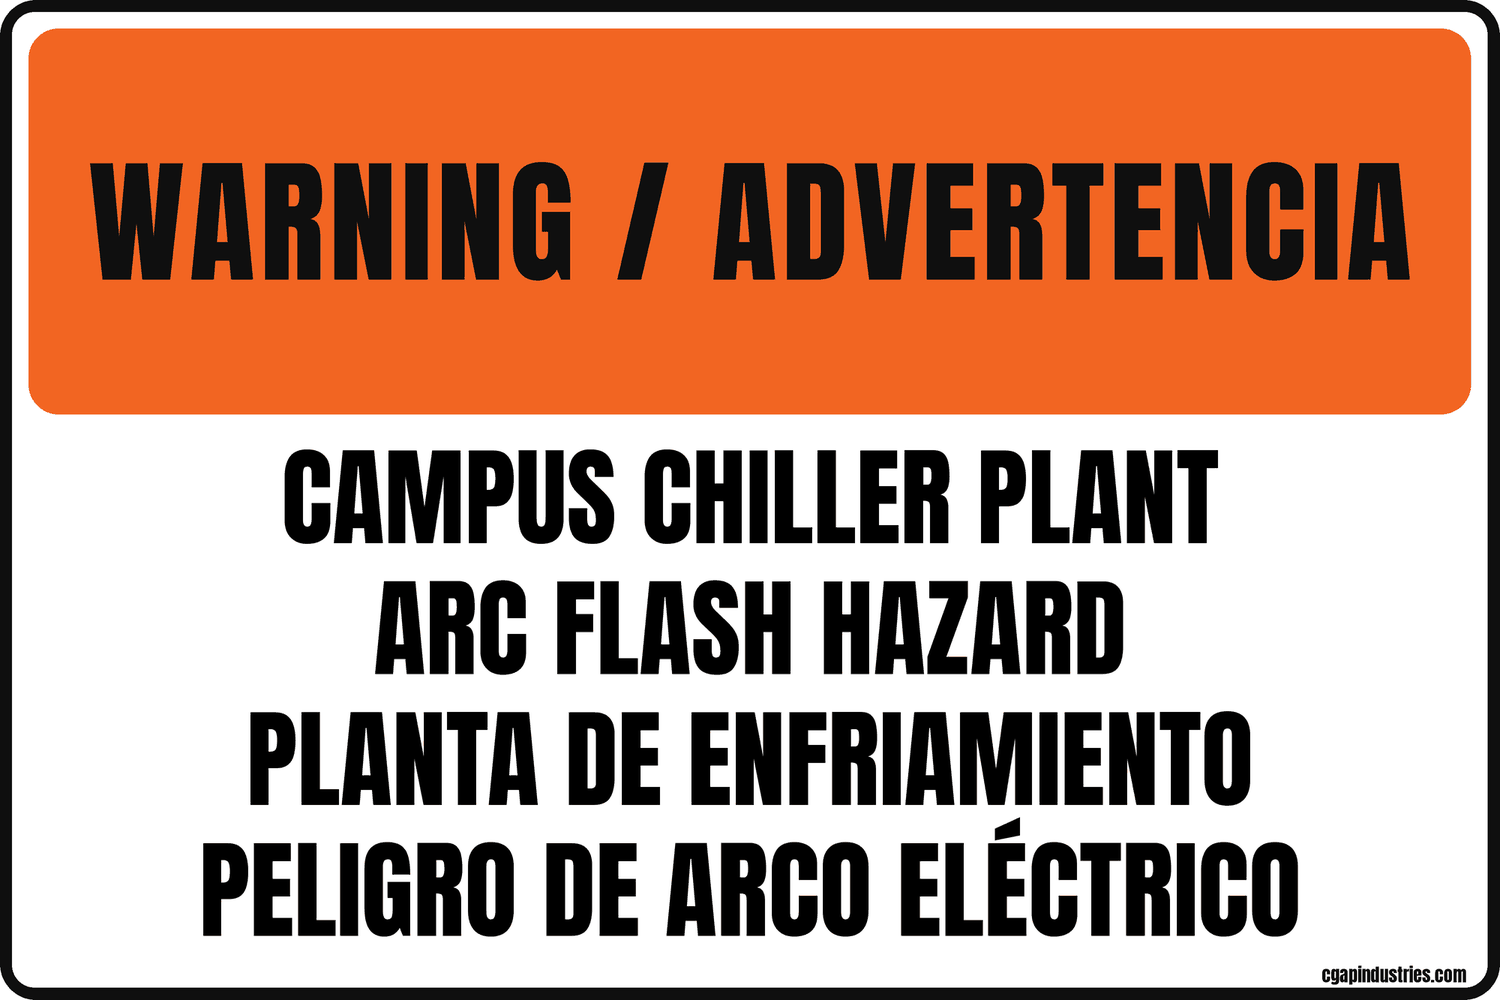 WARNING / ADVERTENCIA
CAMPUS CHILLER PLANT
ARC FLASH HAZARD
PLANTA DE ENFRIAMIENTO
PELIGRO DE ARCO ELÉCTRICO
cgapindustries.com